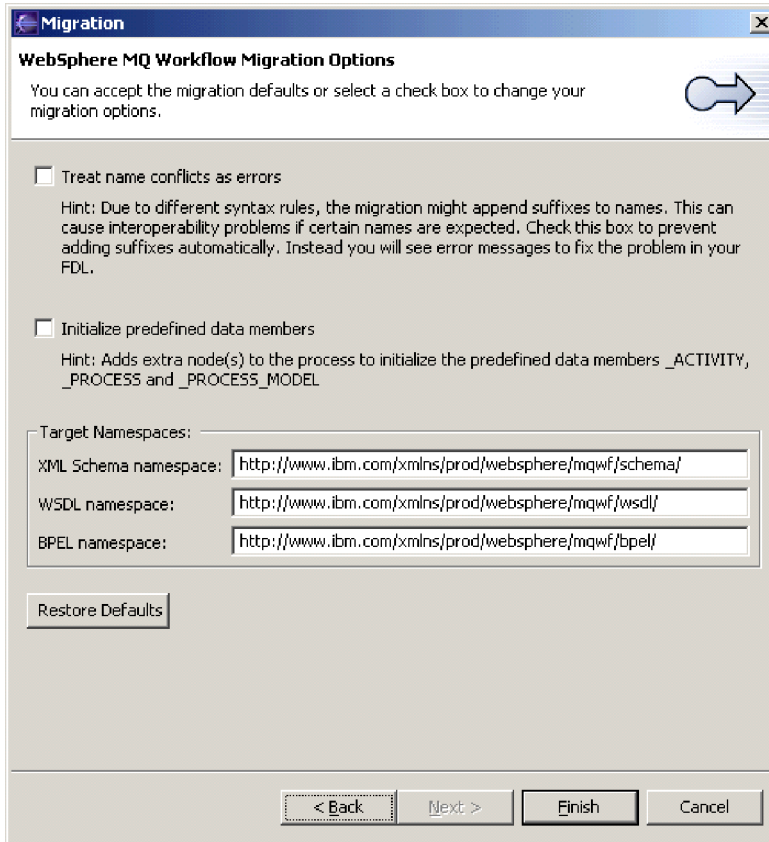 Migration
WebSphere MQ Workflow Migration Options
You can accept the migration defaults or select a check box to change your
migration options.
Treat name conflicts as errors
Hint: Due to different syntax rules, the migration might append suffixes to names. This can
cause interoperability problems if certain names are expected. Check this box to prevent
adding suffixes automatically. Instead you will see error messages to fix the problem in your
FDL.
Initialize predefined data members
Hint: Adds extra node(s) to the process to initialize the predefined data members _ACTIVITY,
_PROCESS and _PROCESS_MODEL
Target Namespaces:
XML Schema namespace: http://www.ibm.com/xmlns/prod/websphere/mqwf/schema/
WSDL namespace: http://www.ibm.com/xmlns/prod/websphere/mqwf/wsdl/
BPEL namespace: http://www.ibm.com/xmlns/prod/websphere/mqwf/bpel/
Restore Defaults
< Back Next > Finish Cancel